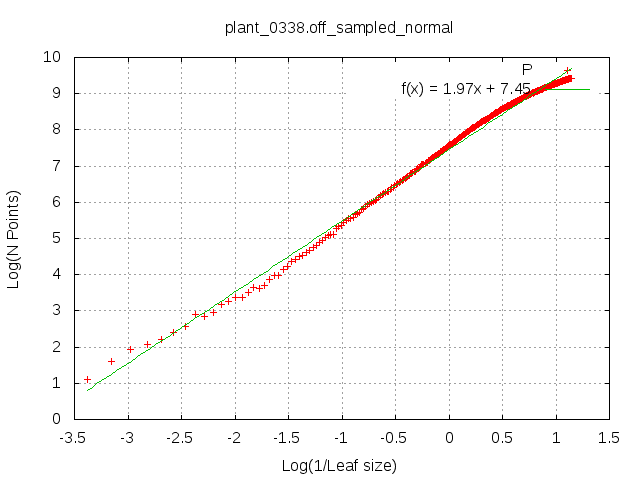 plant_0338.off_sampled_normal
10
9
8
7
6
5
4
3
2
1
0
P
f(x) = 1.97x + 7.45
Log(N Points)
-3.5 -3 -2.5 -2 -1.5 -1 -0.5 0 0.5 1 1.5
Log(1/Leaf size)